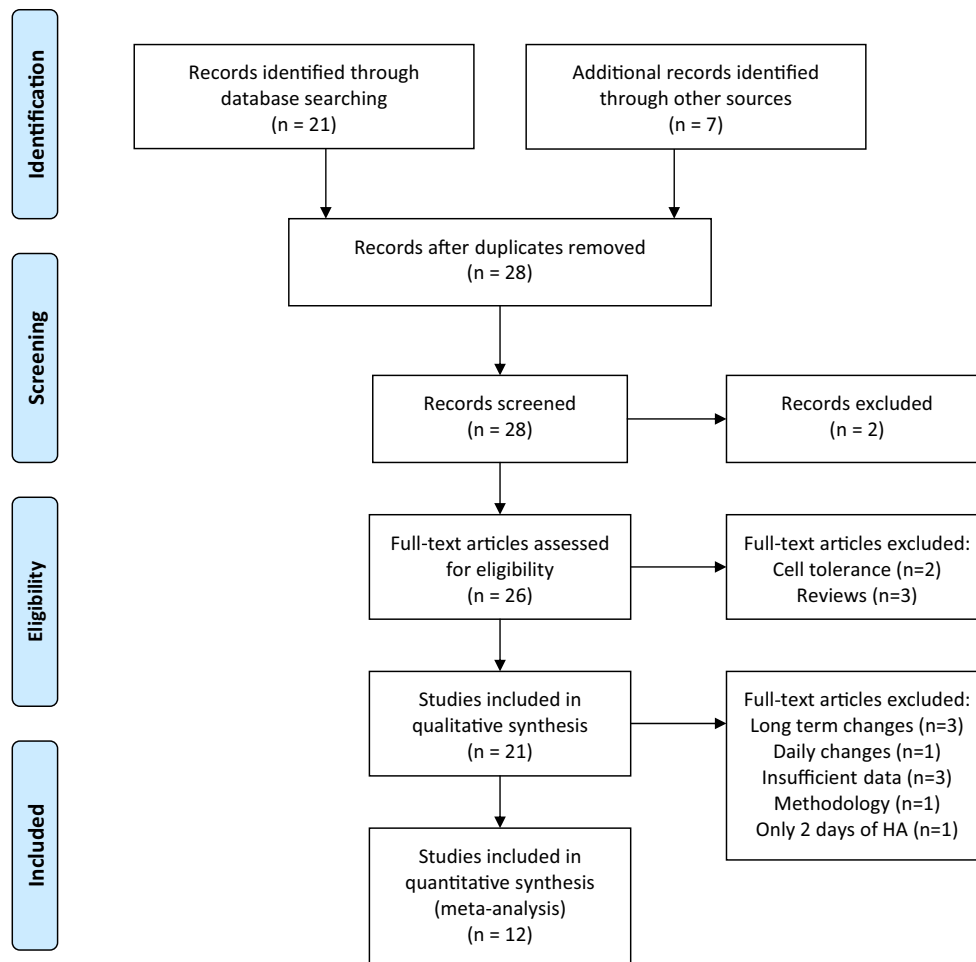 Identification
Records identified through
database searching
(n = 21)
Additional records identified
through other sources
(n = 7)
Records after duplicates removed
(n = 28)
Screening
Records screened
(n = 28)
Records excluded
(n = 2)
Eligibility
Full-text articles assessed
for eligibility
(n = 26)
Full-text articles excluded:
Cell tolerance (n=2)
Reviews (n=3)
Studies included in
qualitative synthesis
(n = 21)
Full-text articles excluded:
Long term changes (n=3)
Daily changes (n=1)
Insufficient data (n=3)
Methodology (n=1)
Only 2 days of HA (n=1)
Included
Studies included in
quantitative synthesis
(meta-analysis)
(n = 12)